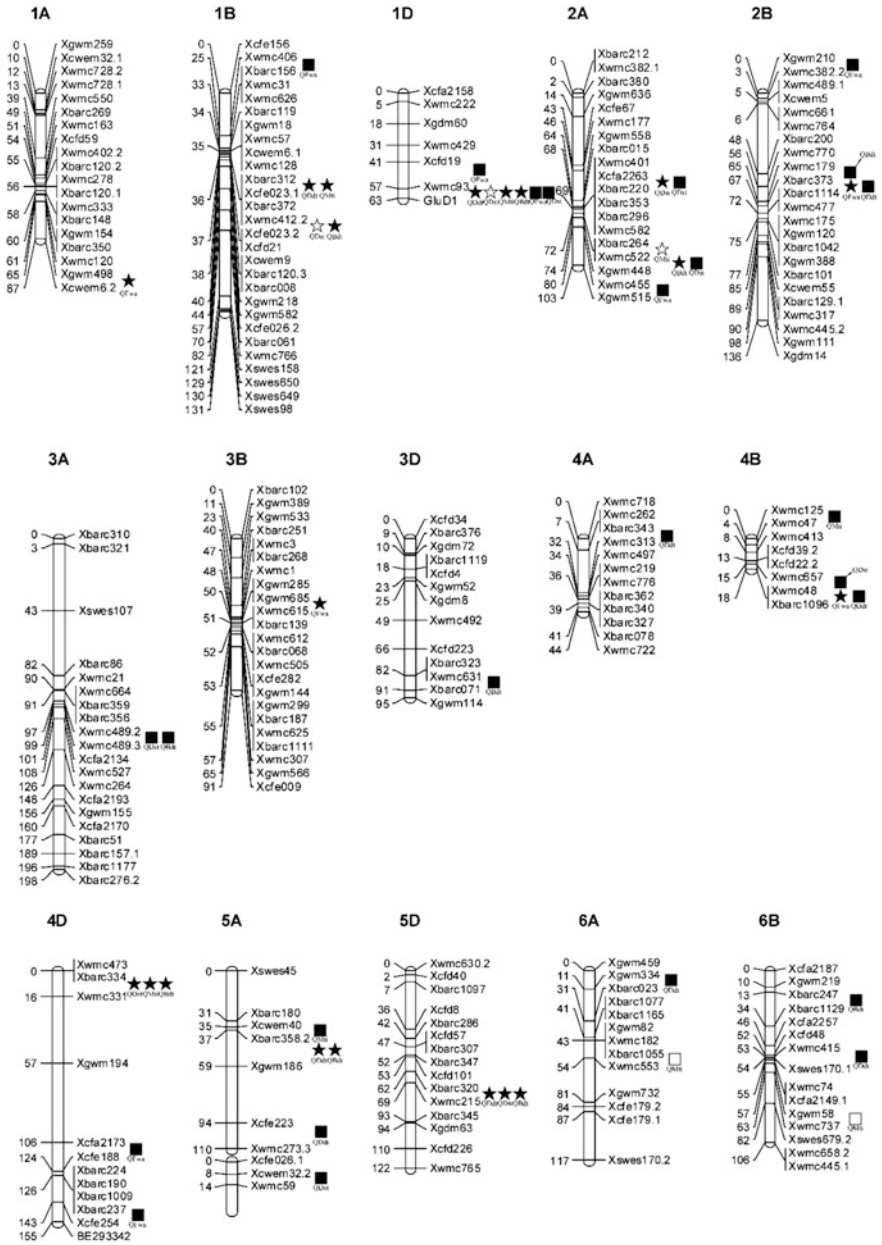 1A
0 Xgwm259
10 Xcwem32.1
12 Xwmc728.2
13 Xwmc728.1
39 Xwmc550
49 Xbarc269
51 Xwmc163
54 Xcfd59
Xwmc402.2
55 Xbarc120.2
Xwmc278
56 Xbarc120.1
Xwmc333
58 Xbarc148
Xgwm154
60 Xbarc350
61 Xwmc120
65 Xgwm498
87 Xcwem6.2
QFwa
1B
0 Xcfe156
25 Xwmc406
QFwa
Xbarc156
33 Xwmc31
Xwmc626
34 Xbarc119
Xgwm18
35 Xwmc57
Xcwem6.1
Xwmc128
Xbarc312
36 Xcfe023.1
Xbarc372
Xwmc412.2
37 Xcfe023.2
Xcfd21
Xcwem9
38 Xbarc120.3
Xbarc008
40 Xgwm218
44 Xgwm582
57 Xcfe026.2
70 Xbarc061
82 Xwmc766
121 Xswes158
129 Xswes650
130 Xswes649
131 Xswes98
1D
0 Xcfa2158
5 Xwmc222
18 Xgdm60
31 Xwmc429
41 Xcfd19
QFwa
57 Xwmc93
63 GluD1
2A
Xbarc212
0 Xwmc382.1
2 Xbarc380
14 Xgwm636
43 Xcfe67
46 Xwmc177
64 Xgwm558
68 Xbarc015
Xwmc401
Xcfa2263
69 Xbarc220
Xbarc353
Xbarc296
Xwmc582
Xbarc264
72 Xwmc522
74 Xgwm448
80 Xwmc455
QFwa
103 Xgwm515
2B
0 Xgwm210
3 Xwmc382.2
QFwa
Xwmc489.1
5 Xcwem5
Xwmc661
6 Xwmc764
48 Xbarc200
56 Xwmc770
65 Xwmc179
67 Xbarc373
Xbarc1114
72 Xwmc477
Xwmc175
75 Xgwm120
Xbarc1042
Xgwm388
77 Xbarc101
85 Xcwem55
Xbarc129.1
89 Xwmc317
90 Xwmc445.2
98 Xgwm111
136 Xgdm14
3A
0 Xbarc310
3 Xbarc321
43 Xswes107
82 Xbarc86
90 Xwmc21
Xwmc664
91 Xbarc359
Xbarc356
97 Xwmc489.2
99 Xwmc489.3
101 Xcfa2134
108 Xwmc527
126 Xwmc264
148 Xcfa2193
156 Xgwm155
160 Xcfa2170
177 Xbarc51
189 Xbarc157.1
196 Xbarc1177
198 Xbarc276.2
3B
0 Xbarc102
11 Xgwm389
23 Xgwm533
40 Xbarc251
Xwmc3
47 Xbarc268
48 Xwmc1
Xgwm285
50 Xgwm685
Xwmc615
QFwa
51 Xbarc139
Xwmc612
52 Xbarc068
Xwmc505
Xcfe282
53 Xgwm144
Xgwm299
Xbarc187
55 Xwmc625
Xbarc1111
57 Xwmc307
65 Xgwm566
91 Xcfe009
3D
0 Xcfd34
9 Xbarc376
10 Xgdm72
Xbarc1119
18 Xcfd4
23 Xgwm52
25 Xgdm8
49 Xwmc492
66 Xcfd223
Xbarc323
82 Xwmc631
91 Xbarc071
95 Xgwm114
4A
0 Xwmc718
Xwmc262
7 Xbarc343
32 Xwmc313
34 Xwmc497
Xwmc219
36 Xwmc776
Xbarc362
39 Xbarc340
Xbarc327
41 Xbarc078
44 Xwmc722
4B
0 Xwmc125
4 Xwmc47
8 Xwmc413
Xcfd39.2
13 Xcfd22.2
15 Xwmc657
Xwmc48
18 Xbarc1096
4D
Xwmc473
0 Xbarc334
16 Xwmc331
57 Xgwm194
106 Xcfa2173
QFwa
124 Xcfe188
Xbarc224
126 Xbarc190
Xbarc1009
Xbarc237
143 Xcfe254
QFwa
155 BE293342
5A
0 Xswes45
31 Xbarc180
35 Xcwem40
37 Xbarc358.2
59 Xgwm186
94 Xcfe223
110 Xwmc273.3
0 Xcfe026.1
8 Xcwem32.2
14 Xwmc59
5D
0 Xwmc630.2
2 Xcfd40
7 Xbarc1097
36 Xcfd8
42 Xbarc286
Xcfd57
47 Xbarc307
52 Xbarc347
53 Xcfd101
62 Xbarc320
69 Xwmc215
93 Xbarc345
94 Xgdm63
110 Xcfd226
122 Xwmc765
6A
0 Xgwm459
11 Xgwm334
31 Xbarc023
Xbarc1077
41 Xbarc1165
Xgwm82
43 Xwmc182
Xbarc1055
54 Xwmc553
81 Xgwm732
84 Xcfe179.2
87 Xcfe179.1
117 Xswes170.2
6B
0 Xcfa2187
10 Xgwm219
13 Xbarc247
34 Xbarc1129
46 Xcfa2257
52 Xcfd48
53 Xwmc415
54 Xswes170.1
Xwmc74
55 Xcfa2149.1
57 Xgwm58
63 Xwmc737
82 Xswes679.2
106 Xwmc658.2
Xwmc445.1